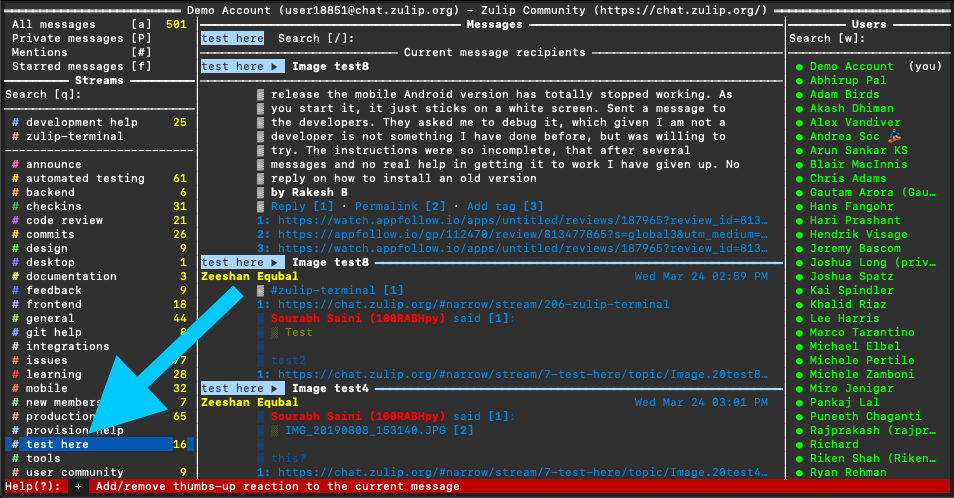 Demo Account (user18851@chat.zulip.org) – Zulip Community (https://chat.zulip.org/)
All messages [a] 501
Private messages [P]
Mentions [#]
Starred messages [f]
Streams
Search [q]:
# development help 25
# zulip-terminal
# announce
# automated testing 61
# backend 6
# checkins 31
# code review 21
# commits 26
# design 9
# desktop 1
# documentation 3
# feedback 9
# frontend 18
# general 44
# git help
# integrations
# issues 77
# learning 28
# mobile 32
# new members 7
# production 65
# provision help
# test here 16
# tools
# user community 9
Messages
test here Search [/]:
Current message recipients
test here ▶ Image test8
release the mobile Android version has totally stopped working. As
you start it, it just sticks on a white screen. Sent a message to
the developers. They asked me to debug it, which given I am not a
developer is not something I have done before, but was willing to
try. The instructions were so incomplete, that after several
messages and no real help in getting it to work I have given up. No
reply on how to install an old version
by Rakesh B
Reply [1] · Permalink [2] · Add tag [3]
1: https://watch.appfollow.io/apps/untitled/reviews/187965?review_id=813…
2: https://appfollow.io/gp/112470/review/813477865?s=global3&utm_medium=…
3: https://watch.appfollow.io/apps/untitled/reviews/187965?review_id=813…
test here ▶ Image test8
Zeeshan Equbal Wed Mar 24 02:59 PM
#zulip-terminal [1]
1: https://chat.zulip.org/#narrow/stream/206-zulip-terminal
Sourabh Saini (100RABHpy) said [1]:
Test
test2
1: https://chat.zulip.org/#narrow/stream/7-test-here/topic/Image.20test8…
test here ▶ Image test4
Zeeshan Equbal Wed Mar 24 03:01 PM
Sourabh Saini (100RABHpy) said [1]:
IMG_20190808_153140.JPG [2]
this?
1: https://chat.zulip.org/#narrow/stream/7-test-here/topic/Image.20test4…
Users
Search [w]:
Demo Account (you)
Abhirup Pal
Adam Birds
Akash Dhiman
Alex Vandiver
Andrea Soc
Arun Sankar KS
Blair MacInnis
Chris Adams
Gautam Arora (Gau…
Hans Fangohr
Hari Prashant
Hendrik Visage
Jeremy Bascom
Joshua Long (priv…
Joshua Spatz
Kai Spindler
Khalid Riaz
Lee Harris
Marco Tarantino
Michael Elbel
Michele Pertile
Michele Zamboni
Miro Jenigar
Pankaj Lal
Puneeth Chaganti
Rajprakash (rajpr…
Richard
Riken Shah (Riken…
Ryan Rehman
Help(?): + Add/remove thumbs-up reaction to the current message